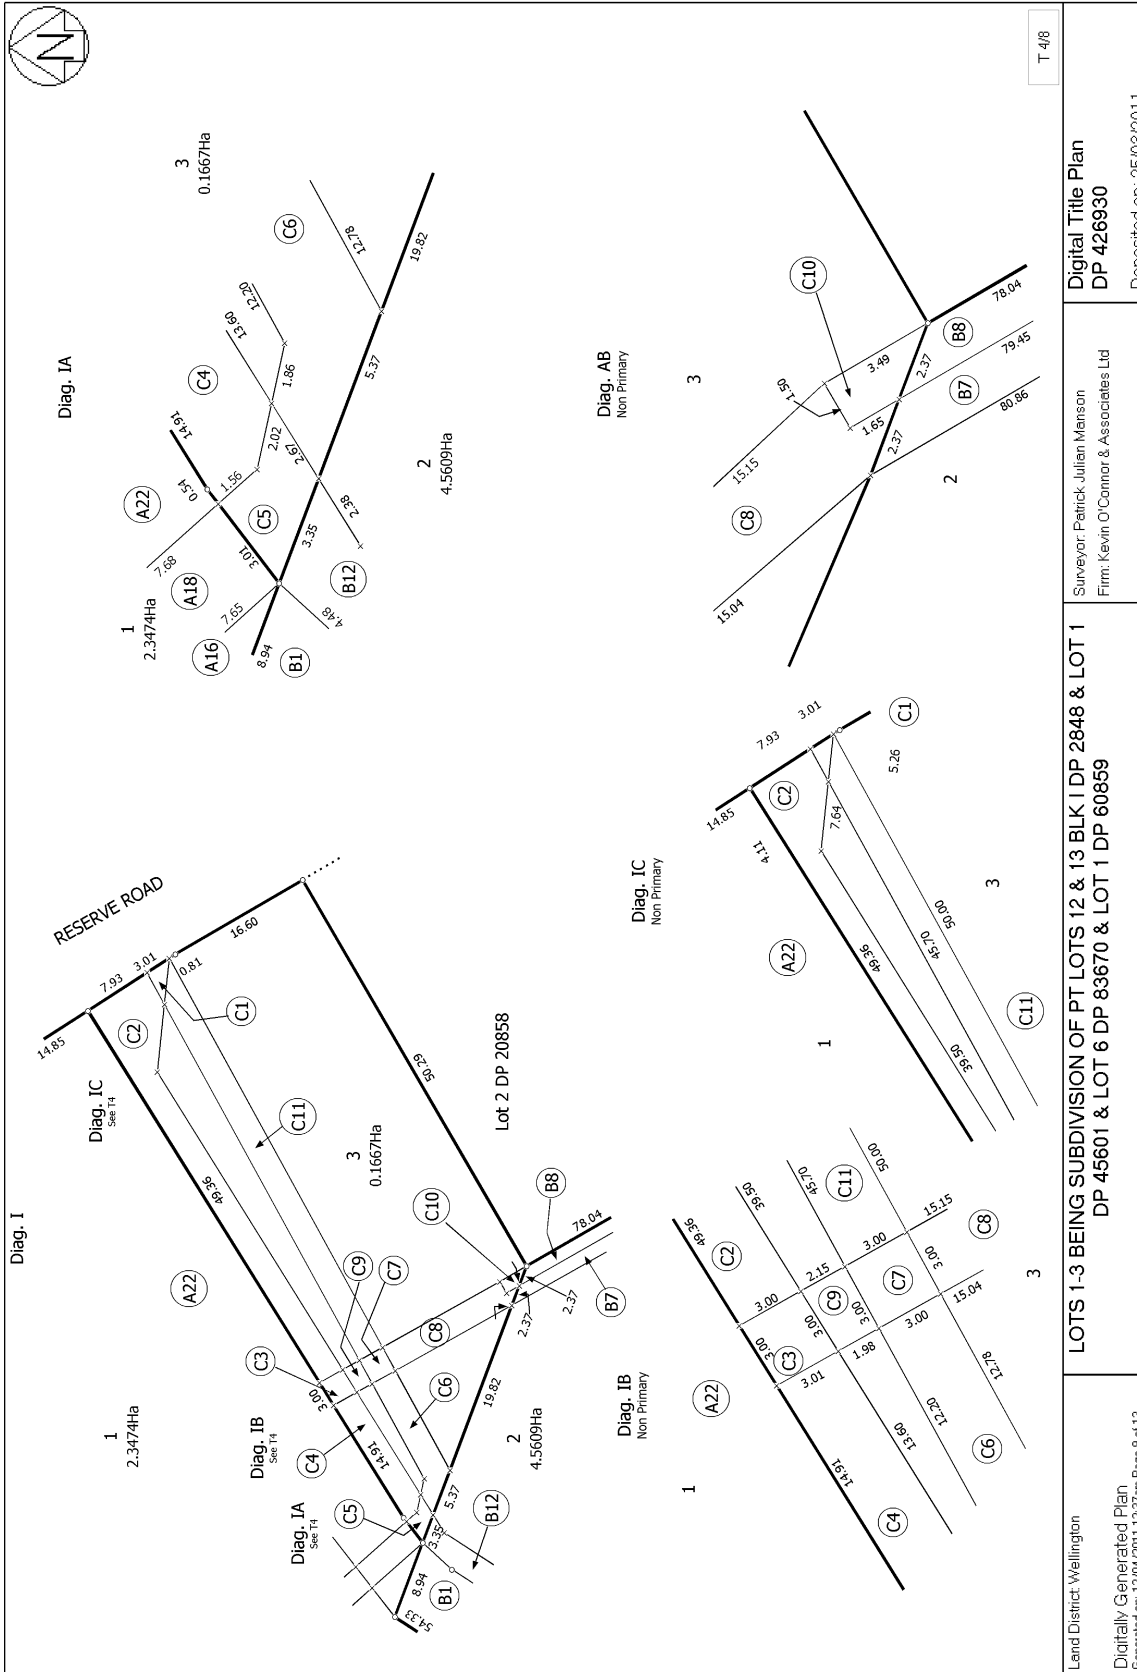 N
T 4/8
Diag. I
RESERVE ROAD
14.85
7.93
3.01
0.81
16.60
C2
C1
Diag. IC
See T4
49.36
50.29
A22
C11
3
0.1667Ha
Lot 2 DP 20858
C10
B8
C9
C7
78.04
C3
C8
2.37
2.37
B7
1
2.3474Ha
3.00
C6
19.82
Diag. IB
See T4
C4
14.91
2
4.5609Ha
5.37
Diag. IA
See T4
C5
3.35
B12
8.94
B1
54.33
Diag. IA
3
0.1667Ha
C6
12.78
19.82
12.20
13.60
C4
1.86
5.37
14.91
0.54
2.02
2.67
A22
1.56
C5
2
4.5609Ha
7.68
3.01
3.35
2.38
A18
B12
1
2.3474Ha
7.65
4.48
A16
8.94
B1
Diag. AB
Non Primary
3
C10
78.04
1.50
3.49
B8
2.37
79.45
B7
1.65
2.37
80.86
15.15
C8
2
15.04
Diag. IC
Non Primary
3.01
7.93
C1
14.85
C2
5.26
7.64
4.11
3
A22
49.36
45.70
50.00
1
39.50
C11
Diag. IB
Non Primary
49.36
39.50
45.70
50.00
C2
C11
15.15
3.00
2.15
3.00
C8
3.00
C9
3.00
C7
3.00
3.00
C3
15.04
3
3.01
1.98
3.00
A22
12.78
1
14.91
13.60
12.20
C6
C4
Land District: Wellington
Digitally Generated Plan
LOTS 1-3 BEING SUBDIVISION OF PT LOTS 12 & 13 BLK I DP 2848 & LOT 1
DP 45601 & LOT 6 DP 83670 & LOT 1 DP 60859
Surveyor: Patrick Julian Manson
Firm: Kevin O'Connor & Associates Ltd
Digital Title Plan
DP 426930